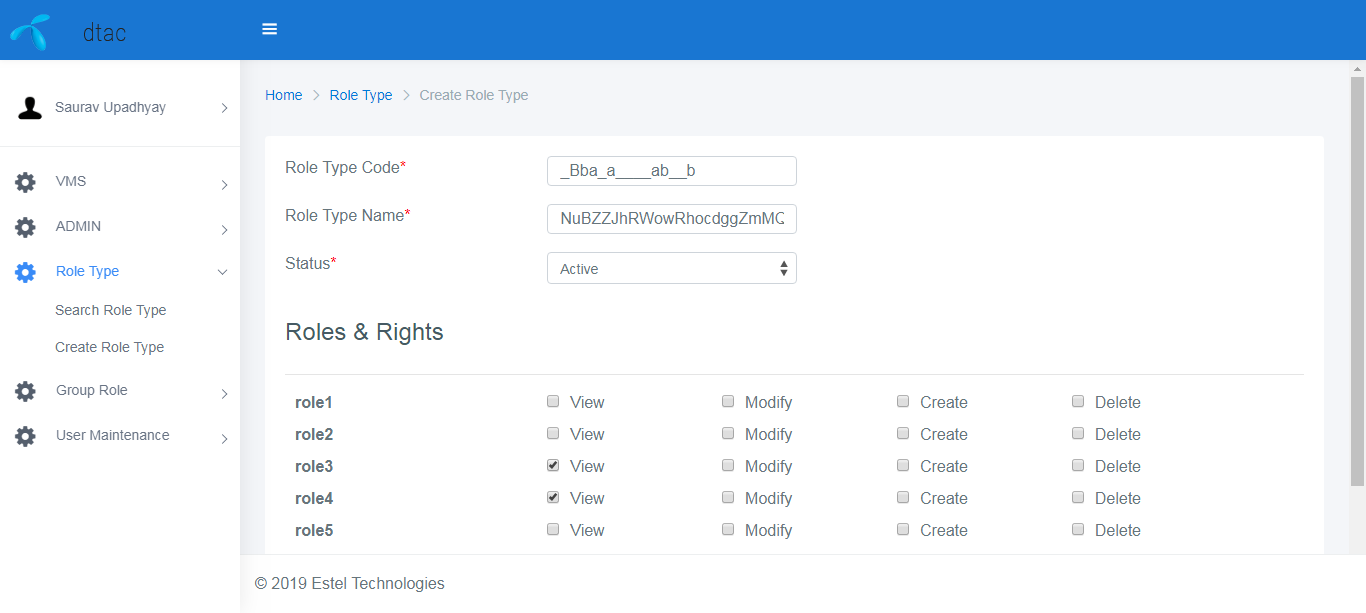 dtac
Saurav Upadhyay
VMS
ADMIN
Role Type
Search Role Type
Create Role Type
Group Role
User Maintenance
Home > Role Type > Create Role Type
Role Type Code* _Bba_a____ab__b
Role Type Name* NuBZZJhRWowRhocdggZmMQ
Status* Active
Roles & Rights
role1 View Modify Create Delete
role2 View Modify Create Delete
role3 View Modify Create Delete
role4 View Modify Create Delete
role5 View Modify Create Delete
© 2019 Estel Technologies